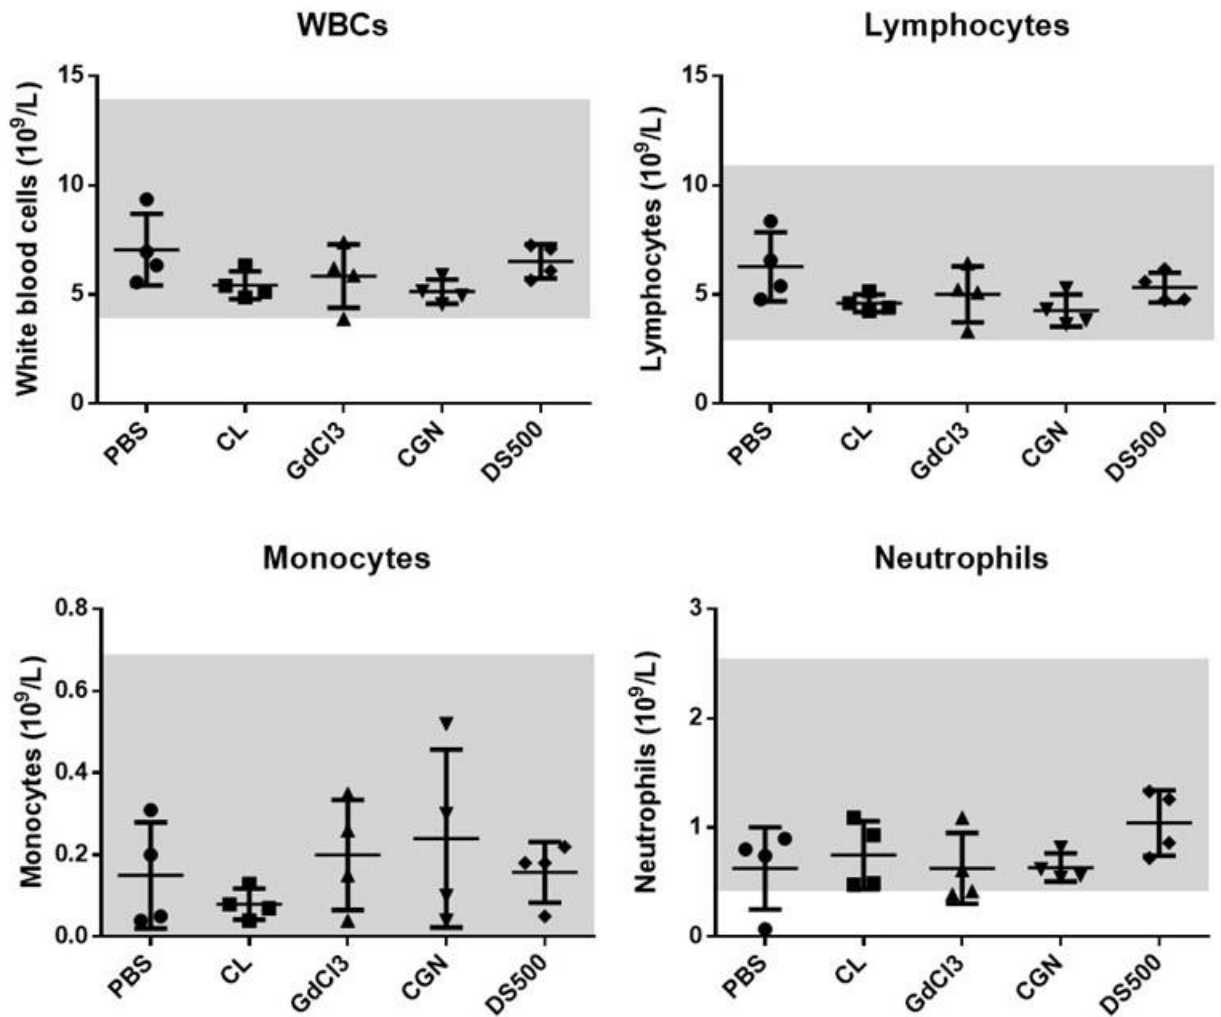 WBCs
White blood cells (10⁹/L)
15
10
5
0
PBS
CL
GdCl3
CGN
DS500
Lymphocytes
Lymphocytes (10⁹/L)
15
10
5
0
PBS
CL
GdCl3
CGN
DS500
Monocytes
Monocytes (10⁹/L)
0.8
0.6
0.4
0.2
0.0
PBS
CL
GdCl3
CGN
DS500
Neutrophils
Neutrophils (10⁹/L)
3
2
1
0
PBS
CL
GdCl3
CGN
DS500